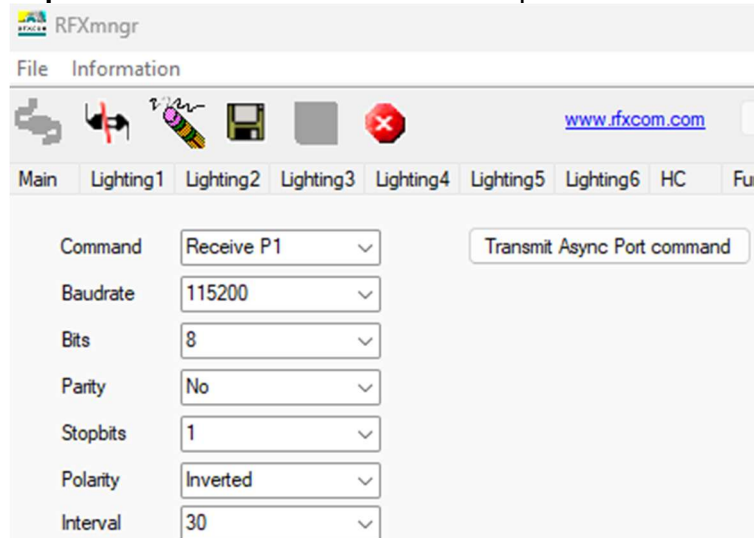 RFXmngr
File Information
www.rfxcom.com
Main Lighting1 Lighting2 Lighting3 Lighting4 Lighting5 Lighting6 HC
Command Receive P1 Transmit Async Port command
Baudrate 115200
Bits 8
Parity No
Stopbits 1
Polarity Inverted
Interval 30